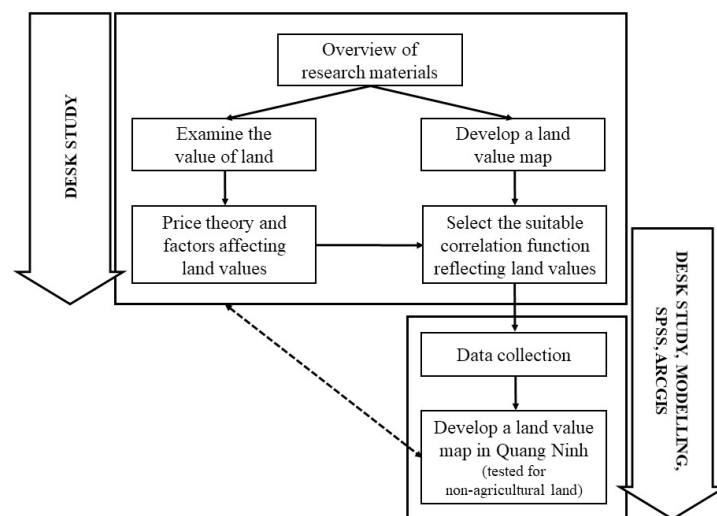 DESK STUDY
Overview of
research materials
Examine the
value of land
Develop a land
value map
Price theory and
factors affecting
land values
Select the suitable
correlation function
reflecting land values
DESK STUDY, MODELLING,
SPSS, ARCGIS
Data collection
Develop a land value
map in Quang Ninh
(tested for
non-agricultural land)